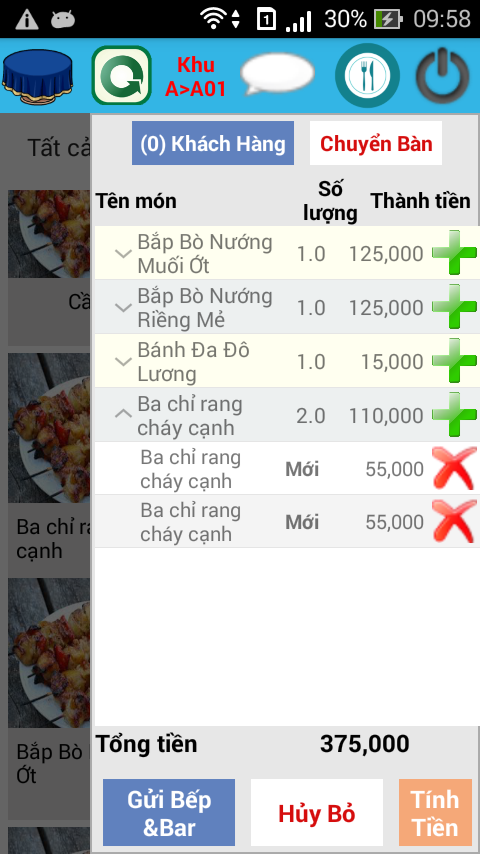 1
30%
09:58
Khu
A>A01
Tất cả
(0) Khách Hàng
Chuyển Bàn
Tên món
Số
lượng
Thành tiền
Bắp Bò Nướng
Muối Ớt
1.0
125,000
Bắp Bò Nướng
Riềng Mẻ
1.0
125,000
Bánh Đa Đô
Lương
1.0
15,000
Ba chỉ rang
cháy cạnh
2.0
110,000
Ba chỉ rang
cháy cạnh
Mới
55,000
Ba chỉ rang
cháy cạnh
Mới
55,000
Ba chỉ
cạnh
Bắp Bò
Ớt
Tổng tiền
375,000
Gửi Bếp
&Bar
Hủy Bỏ
Tính
Tiền